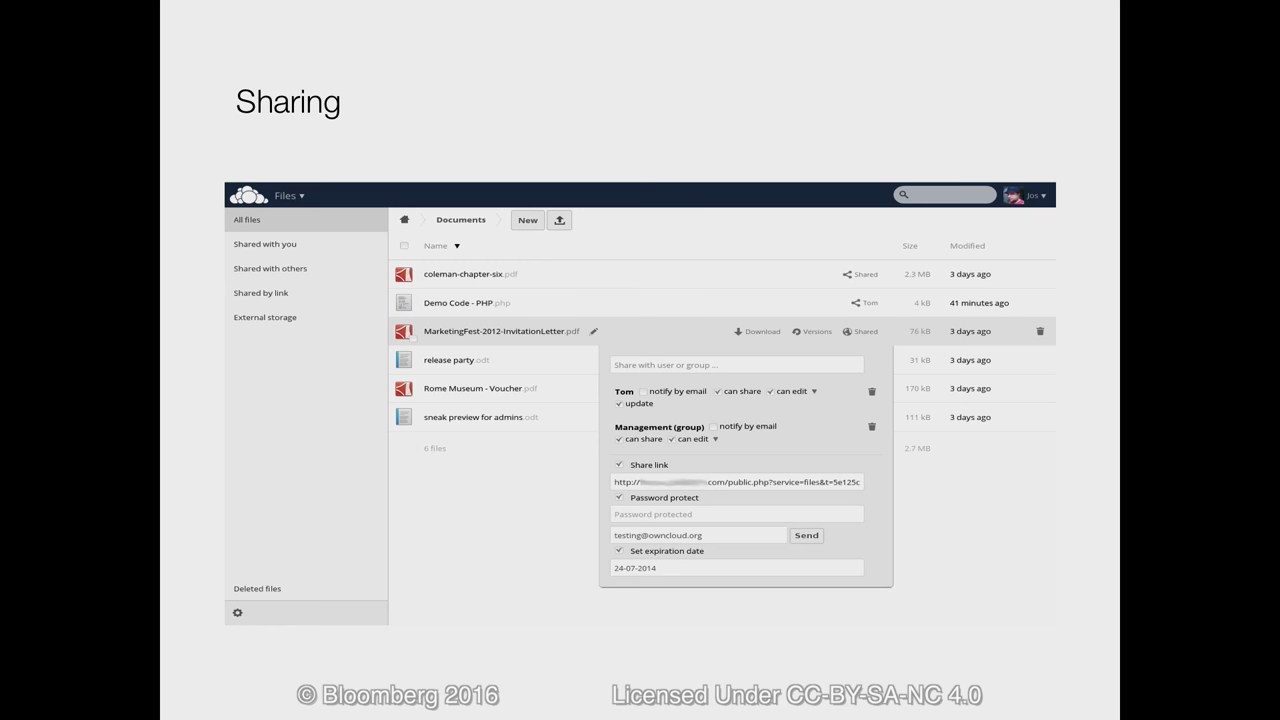 Sharing
Files ▾
Jos ▾
All files
Shared with you
Shared with others
Shared by link
External storage
Deleted files
Documents
New
Name ▼
Size
Modified
coleman-chapter-six.pdf
Shared
2.3 MB
3 days ago
Demo Code - PHP.php
Tom
4 kB
41 minutes ago
MarketingFest-2012-InvitationLetter.pdf
Download
Versions
Shared
76 kB
3 days ago
release party.odt
31 kB
3 days ago
Rome Museum - Voucher.pdf
170 kB
3 days ago
sneak preview for admins.odt
111 kB
3 days ago
6 files
2.7 MB
Share with user or group ...
Tom notify by email can share can edit
update
Management (group) notify by email
can share can edit
Share link
http:// .com/public.php?service=files&t=5e125c
Password protect
Password protected
testing@owncloud.org
Send
Set expiration date
24-07-2014
© Bloomberg 2016
Licensed Under CC-BY-SA-NC 4.0